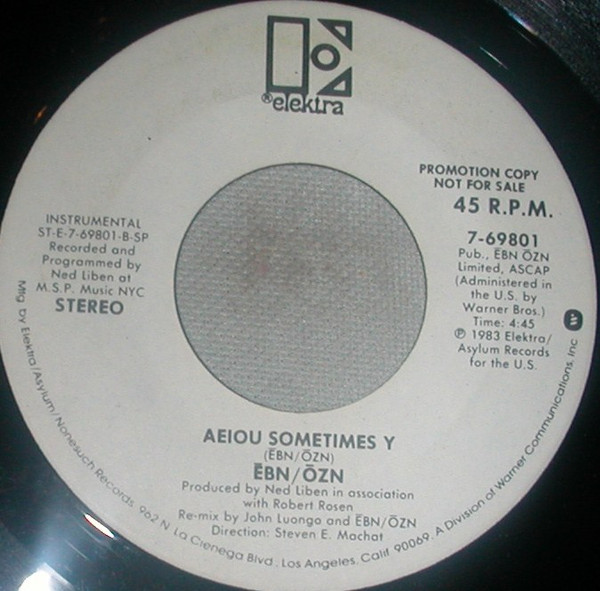 ®elektra
PROMOTION COPY
NOT FOR SALE
45 R.P.M.
INSTRUMENTAL
ST-E-7-69801-B-SP
Recorded and
Programmed by
Ned Liben at
M.S.P. Music NYC
STEREO
7-69801
Pub., ĒBN ŌZN
Limited, ASCAP
(Administered in
the U.S. by
Warner Bros.)
Time: 4:45
℗ 1983 Elektra/
Asylum Records
for the U.S.
AEIOU SOMETIMES Y
(ĒBN/ŌZN)
ĒBN/ŌZN
Produced by Ned Liben in association
with Robert Rosen
Re-mix by John Luongo and ĒBN/ŌZN
Direction: Steven E. Machat
Mfg by Elektra/Asylum/Nonesuch Records, 962 N. La Cienega Blvd., Los Angeles, Calif. 90069. A Division of Warner Communications, Inc